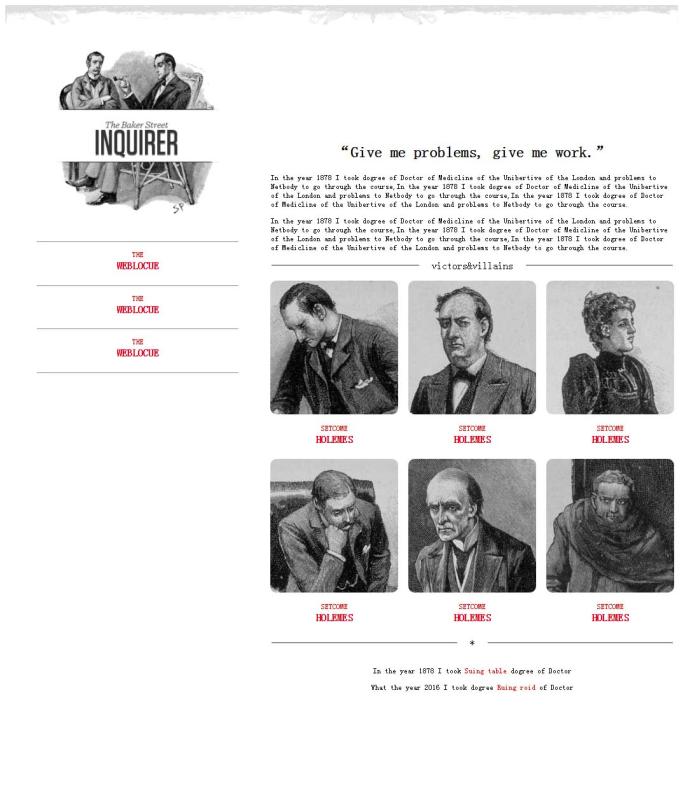 The Baker Street
INQUIRER
THE
WEBLOCUE
THE
WEBLOCUE
THE
WEBLOCUE
“Give me problems, give me work.”
In the year 1878 I took dogree of Doctor of Medicline of the Unibertive of the London and problems to
Netbody to go through the course,In the year 1878 I took dogree of Doctor of Medicline of the Unibertive
of the London and problems to Netbody to go through the course,In the year 1878 I took dogree of Doctor
of Medicline of the Unibertive of the London and problems to Netbody to go through the course.
In the year 1878 I took dogree of Doctor of Medicline of the Unibertive of the London and problems to
Netbody to go through the course,In the year 1878 I took dogree of Doctor of Medicline of the Unibertive
of the London and problems to Netbody to go through the course,In the year 1878 I took dogree of Doctor
of Medicline of the Unibertive of the London and problems to Netbody to go through the course.
victors&villains
SETCOME SETCOME SETCOME
HOLEMES HOLEMES HOLEMES
SETCOME SETCOME SETCOME
HOLEMES HOLEMES HOLEMES
*
In the year 1878 I took Suing table dogree of Doctor
What the year 2016 I took dogree Ruing roid of Doctor